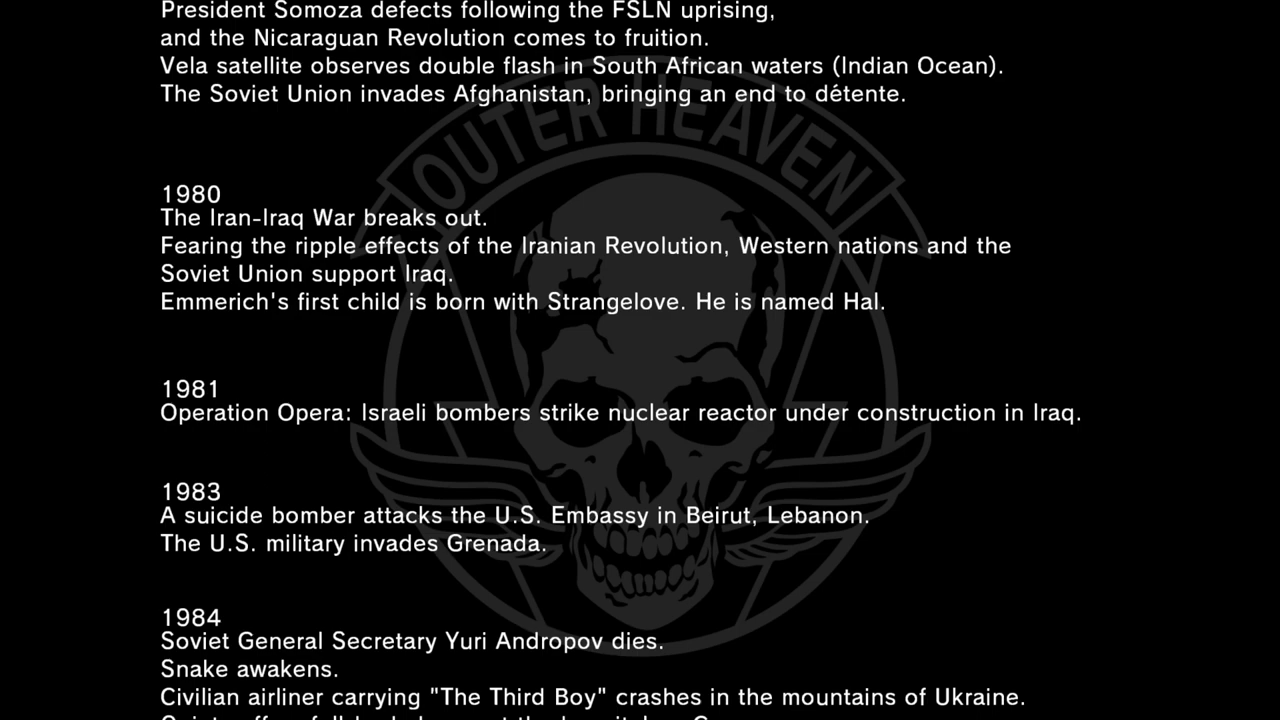 President Somoza defects following the FSLN uprising,
and the Nicaraguan Revolution comes to fruition.
Vela satellite observes double flash in South African waters (Indian Ocean).
The Soviet Union invades Afghanistan, bringing an end to détente.
OUTER HEAVEN
1980
The Iran-Iraq War breaks out.
Fearing the ripple effects of the Iranian Revolution, Western nations and the
Soviet Union support Iraq.
Emmerich's first child is born with Strangelove. He is named Hal.
1981
Operation Opera: Israeli bombers strike nuclear reactor under construction in Iraq.
1983
A suicide bomber attacks the U.S. Embassy in Beirut, Lebanon.
The U.S. military invades Grenada.
1984
Soviet General Secretary Yuri Andropov dies.
Snake awakens.
Civilian airliner carrying "The Third Boy" crashes in the mountains of Ukraine.